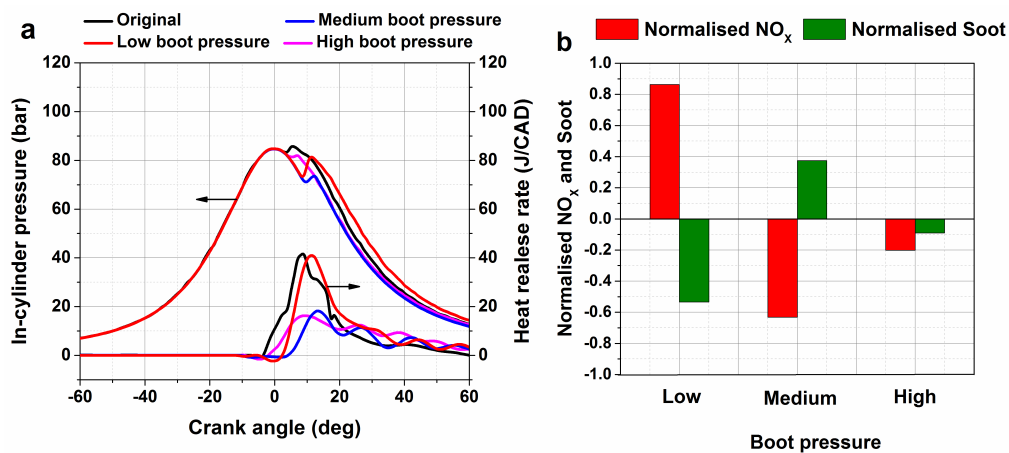 a
Original
Medium boot pressure
Low boot pressure
High boot pressure
120
100
80
60
40
20
0
120
100
80
60
40
20
0
-60
-40
-20
0
20
40
60
In-cylinder pressure (bar)
Heat realese rate (J/CAD)
Crank angle (deg)
b
Normalised NOX
Normalised Soot
1.0
0.8
0.6
0.4
0.2
0.0
-0.2
-0.4
-0.6
-0.8
-1.0
Normalised NOX and Soot
Low
Medium
High
Boot pressure